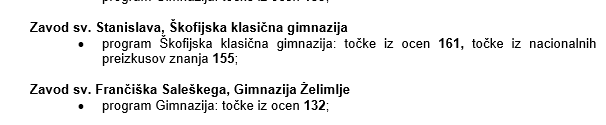 Zavod sv. Stanislava, Škofijska klasična gimnazija
• program Škofijska klasična gimnazija: točke iz ocen 161, točke iz nacionalnih
preizkusov znanja 155;
Zavod sv. Frančiška Saleškega, Gimnazija Želimlje
• program Gimnazija: točke iz ocen 132;